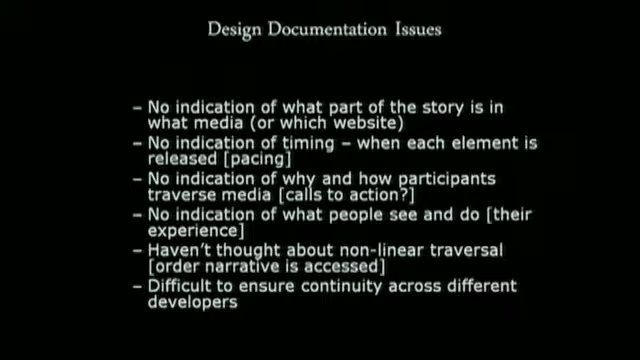 Design Documentation Issues
– No indication of what part of the story is in
what media (or which website)
– No indication of timing – when each element is
released [pacing]
– No indication of why and how participants
traverse media [calls to action?]
– No indication of what people see and do [their
experience]
– Haven't thought about non-linear traversal
[order narrative is accessed]
– Difficult to ensure continuity across different
developers